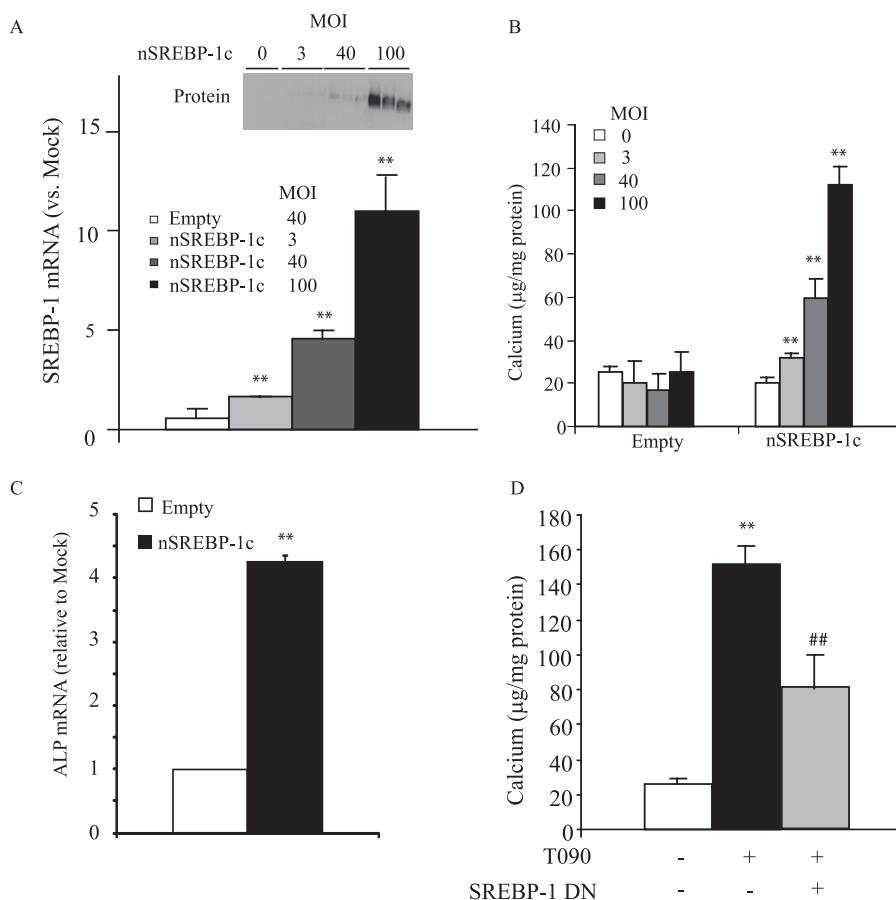 A
MOI
nSREBP-1c 0 3 40 100
Protein
SREBP-1 mRNA (vs. Mock)
15
10
5
0
**
**
**
MOI
Empty 40
nSREBP-1c 3
nSREBP-1c 40
nSREBP-1c 100
B
MOI
0
3
40
100
Calcium (µg/mg protein)
140
120
100
80
60
40
20
0
**
**
**
Empty nSREBP-1c
C
Empty
nSREBP-1c
ALP mRNA (relative to Mock)
5
4
3
2
1
0
**
D
Calcium (µg/mg protein)
180
160
140
120
100
80
60
40
20
0
**
##
T090 - + +
SREBP-1 DN - - +